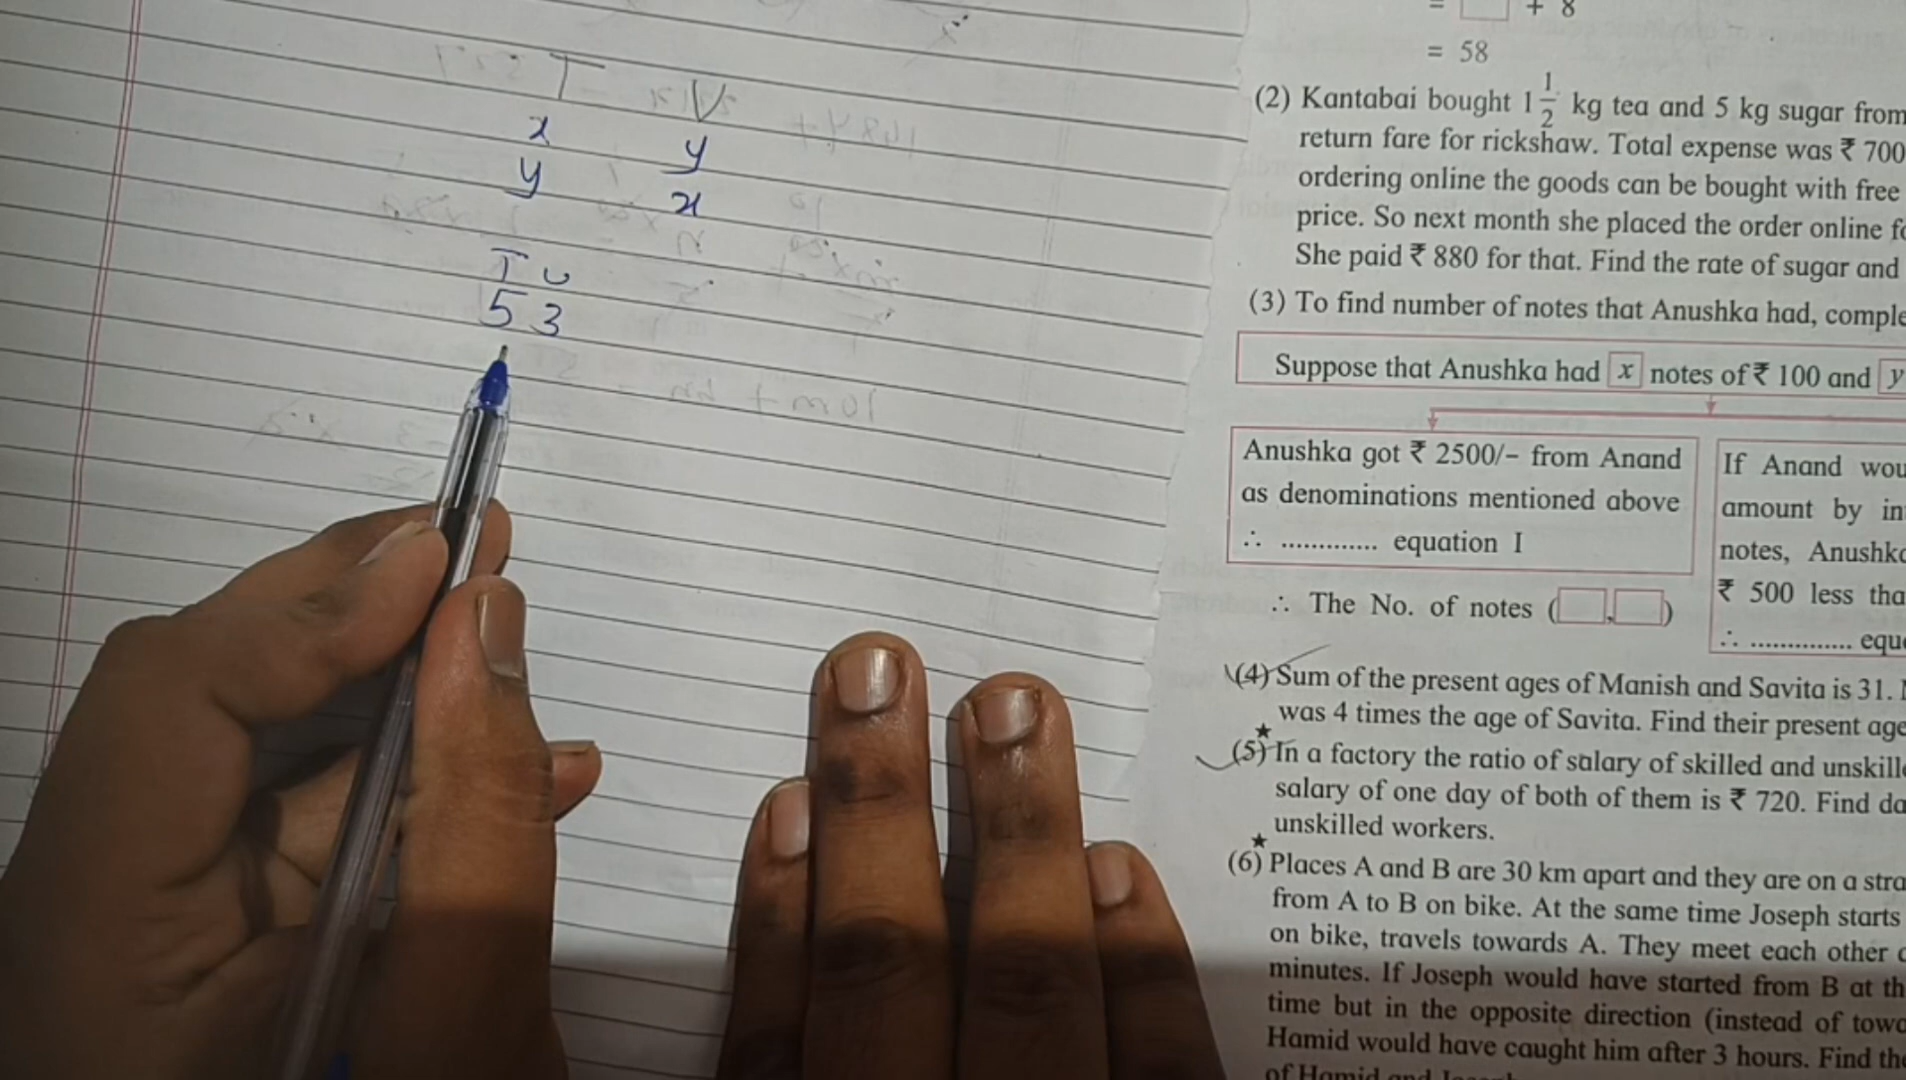 T U
x y
y x
T U
5 3
= + 8
= 58
(2) Kantabai bought 1 1/2 kg tea and 5 kg sugar from
return fare for rickshaw. Total expense was ₹ 700
ordering online the goods can be bought with free
price. So next month she placed the order online
She paid ₹ 880 for that. Find the rate of sugar and
(3) To find number of notes that Anushka had, comple
Suppose that Anushka had x notes of ₹ 100 and y
Anushka got ₹ 2500/- from Anand
as denominations mentioned above
∴ ............. equation I
∴ The No. of notes ( , )
If Anand wou
amount by in
notes, Anushka
₹ 500 less tha
∴ .............. equ
(4) Sum of the present ages of Manish and Savita is 31.
was 4 times the age of Savita. Find their present age
★
(5) In a factory the ratio of salary of skilled and unskill
salary of one day of both of them is ₹ 720. Find da
unskilled workers.
★
(6) Places A and B are 30 km apart and they are on a stra
from A to B on bike. At the same time Joseph starts
on bike, travels towards A. They meet each other
minutes. If Joseph would have started from B at th
time but in the opposite direction (instead of towa
Hamid would have caught him after 3 hours. Find the
of Hamid and